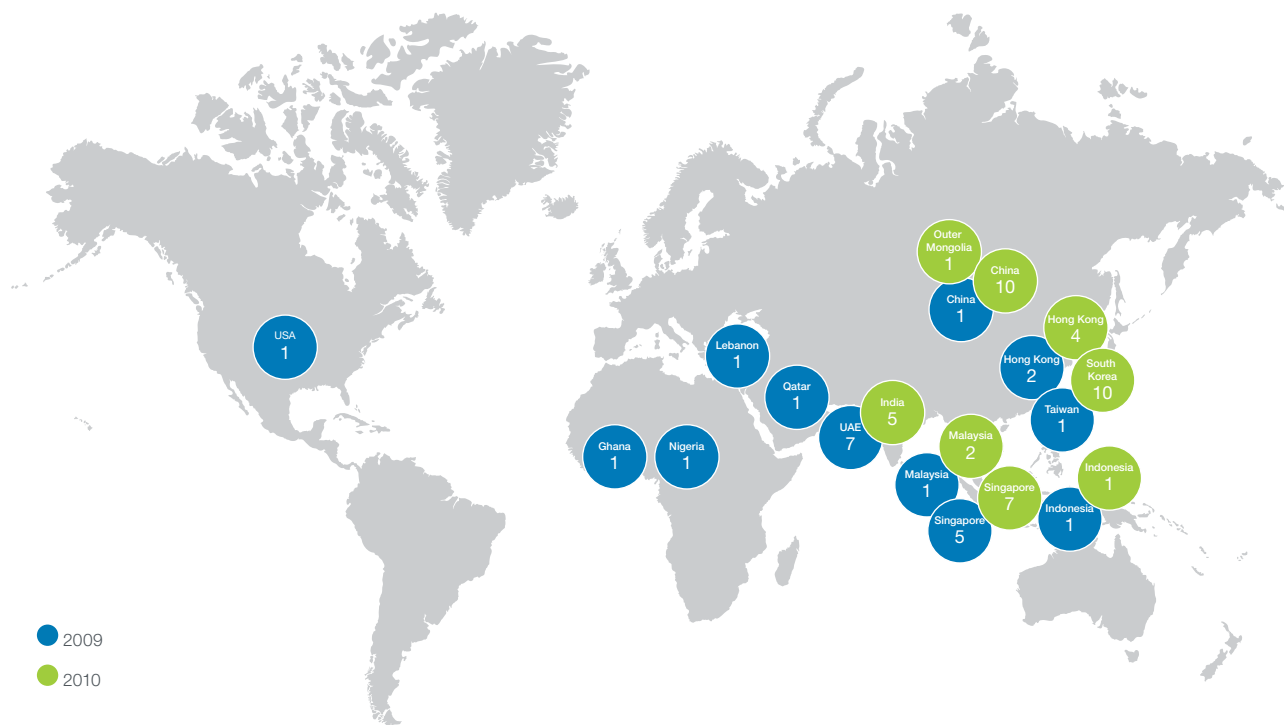 Outer
Mongolia
1
China
10
China
1
Hong Kong
4
USA
1
Lebanon
1
Hong Kong
2
South
Korea
10
Qatar
1
India
5
Taiwan
1
UAE
7
Ghana
1
Nigeria
1
Malaysia
2
Malaysia
1
Indonesia
1
Singapore
7
Singapore
5
Indonesia
1
2009
2010